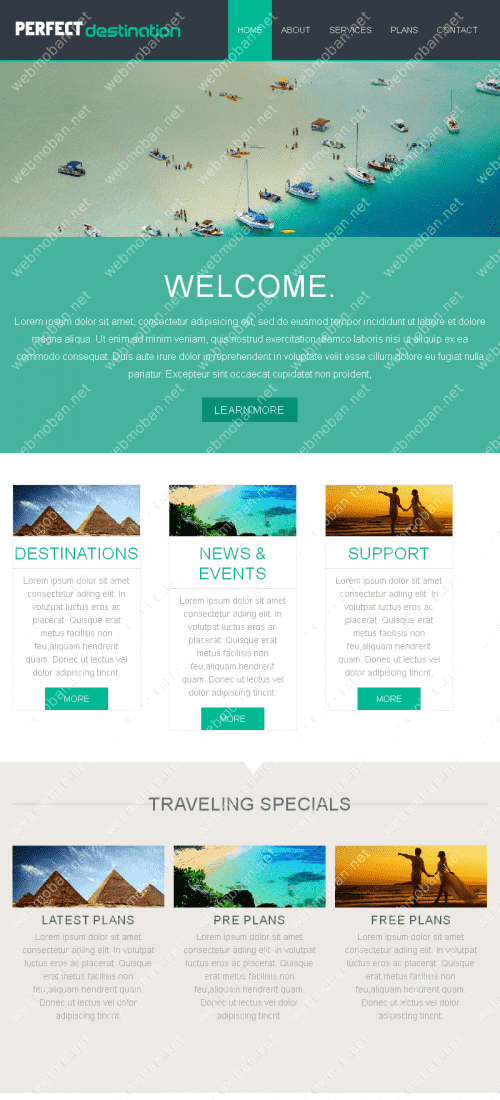 PERFECT destination
HOME ABOUT SERVICES PLANS CONTACT
WELCOME.
Lorem ipsum dolor sit amet, consectetur adipisicing elit, sed do eiusmod tempor incididunt ut labore et dolore
magna aliqua. Ut enim ad minim veniam, quis nostrud exercitation ullamco laboris nisi ut aliquip ex ea
commodo consequat. Duis aute irure dolor in reprehenderit in voluptate velit esse cillum dolore eu fugiat nulla
pariatur. Excepteur sint occaecat cupidatat non proident,
LEARN MORE
DESTINATIONS
Lorem ipsum dolor sit amet
consectetur adiing elit. In
volutpat luctus eros ac
placerat. Quisque erat
metus facilisis non
feu,aliquam hendrerit
quam. Donec ut lectus vel
dolor adipiscing tincnt.
MORE
NEWS &
EVENTS
Lorem ipsum dolor sit amet
consectetur adiing elit. In
volutpat luctus eros ac
placerat. Quisque erat
metus facilisis non
feu,aliquam hendrerit
quam. Donec ut lectus vel
dolor adipiscing tincnt.
MORE
SUPPORT
Lorem ipsum dolor sit amet
consectetur adiing elit. In
volutpat luctus eros ac
placerat. Quisque erat
metus facilisis non
feu,aliquam hendrerit
quam. Donec ut lectus vel
dolor adipiscing tincnt.
MORE
TRAVELING SPECIALS
LATEST PLANS
Lorem ipsum dolor sit amet
consectetur adiing elit. In volutpat
luctus eros ac placerat. Quisque
erat metus facilisis non
feu,aliquam hendrerit quam.
Donec ut lectus vel dolor
adipiscing tincnt.
PRE PLANS
Lorem ipsum dolor sit amet
consectetur adiing elit. In volutpat
luctus eros ac placerat. Quisque
erat metus facilisis non
feu,aliquam hendrerit quam.
Donec ut lectus vel dolor
adipiscing tincnt.
FREE PLANS
Lorem ipsum dolor sit amet
consectetur adiing elit. In volutpat
luctus eros ac placerat. Quisque
erat metus facilisis non
feu,aliquam hendrerit quam.
Donec ut lectus vel dolor
adipiscing tincnt.
webmoban.net